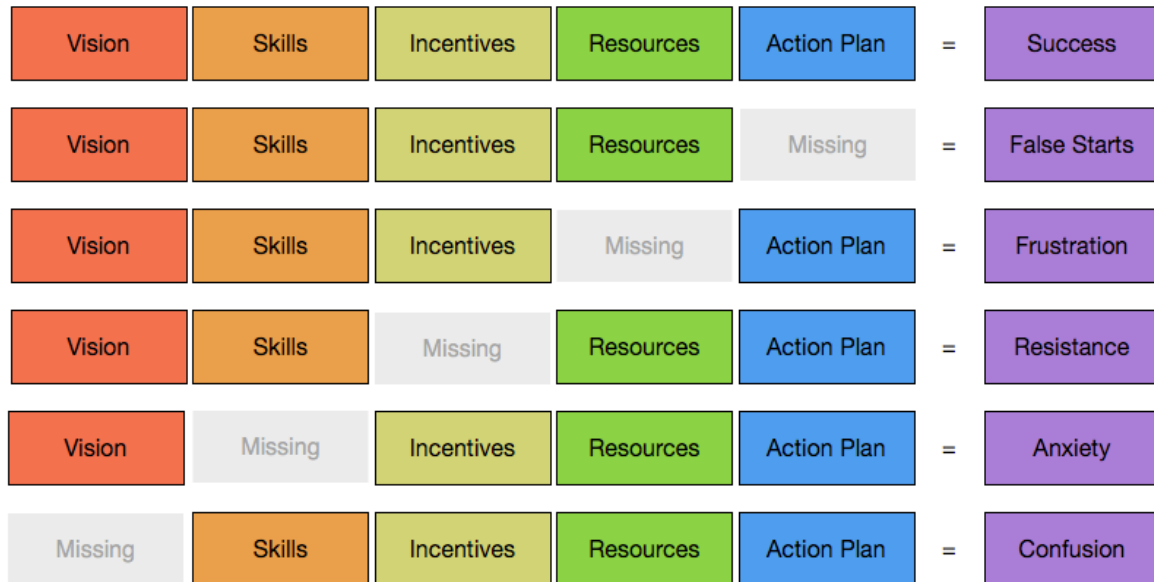 Vision Skills Incentives Resources Action Plan = Success
Vision Skills Incentives Resources Missing = False Starts
Vision Skills Incentives Missing Action Plan = Frustration
Vision Skills Missing Resources Action Plan = Resistance
Vision Missing Incentives Resources Action Plan = Anxiety
Missing Skills Incentives Resources Action Plan = Confusion